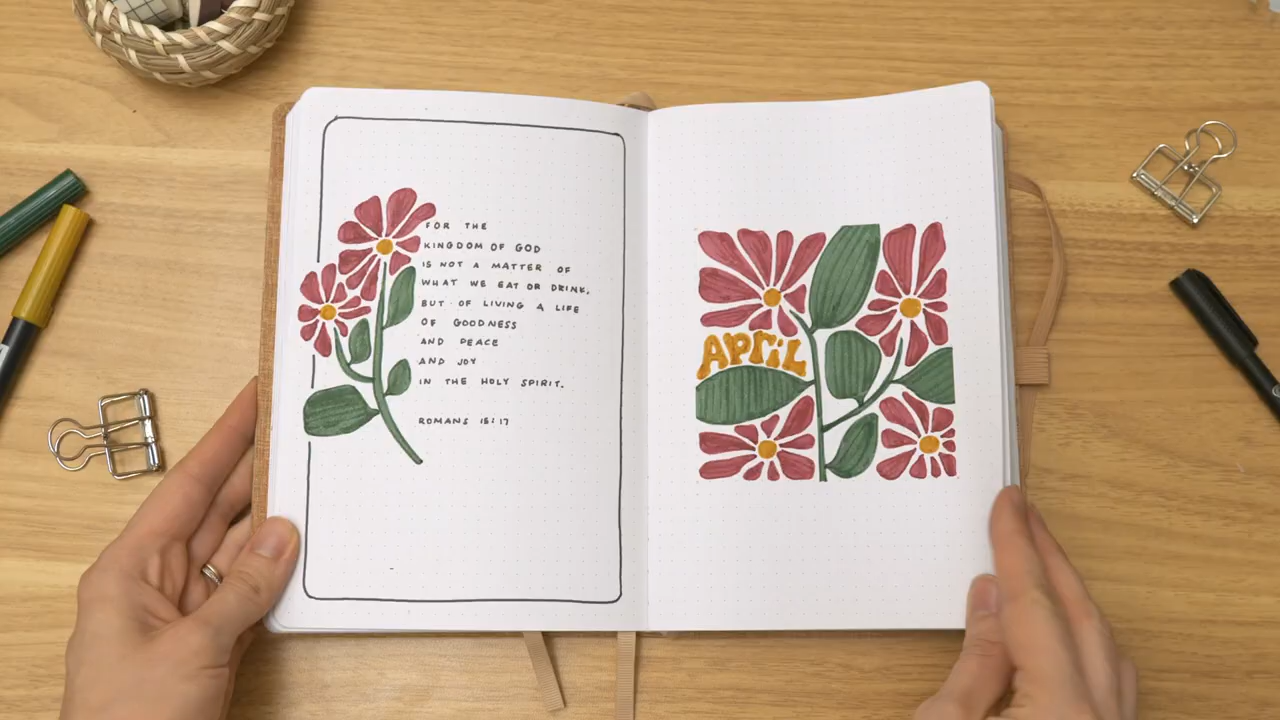 FOR THE
KINGDOM OF GOD
IS NOT A MATTER OF
WHAT WE EAT OR DRINK,
BUT OF LIVING A LIFE
OF GOODNESS
AND PEACE
AND JOY
IN THE HOLY SPIRIT.
ROMANS 15:17
APriL